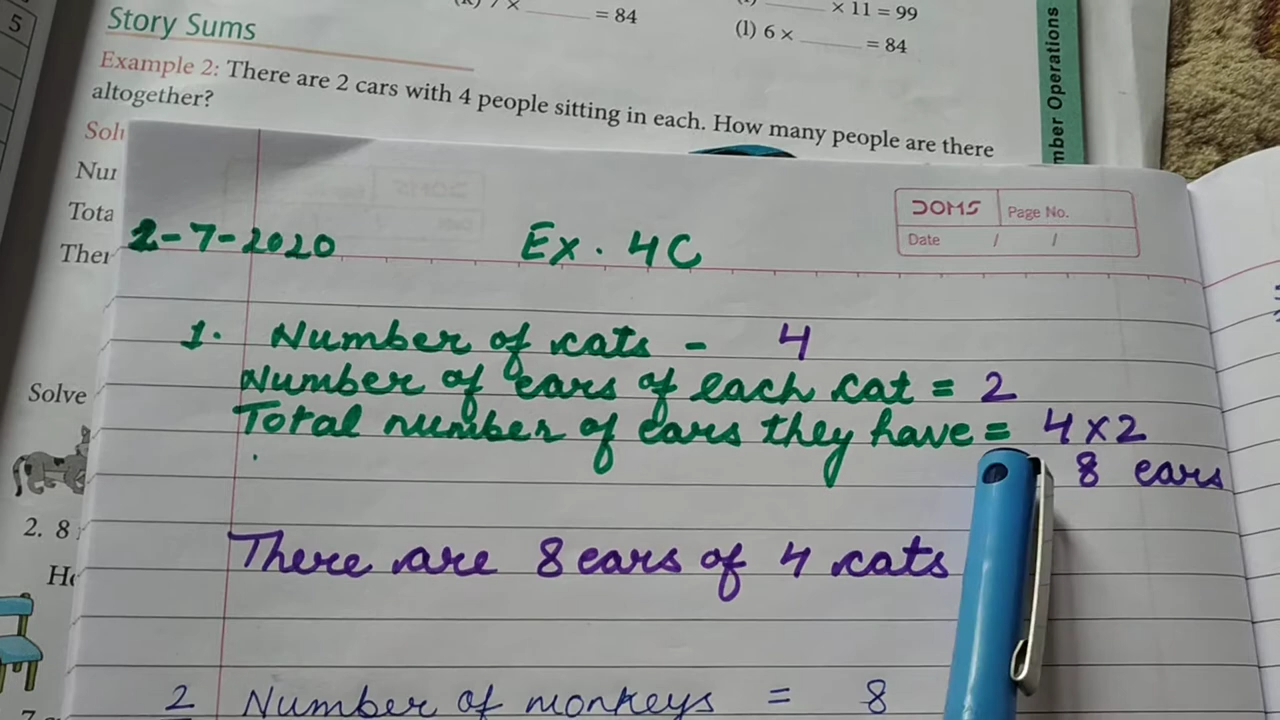 5
Story Sums
= 84
× 11 = 99
(l) 6 × ____ = 84
Example 2: There are 2 cars with 4 people sitting in each. How many people are there
altogether?
Number Operations
DOMS Page No.
Date / /
2-7-2020 Ex. 4C
1. Number of cats - 4
Number of ears of each cat = 2
Total number of ears they have = 4×2
8 ears
There are 8 ears of 4 cats
Solve
2. 8
2 Number of monkeys = 8